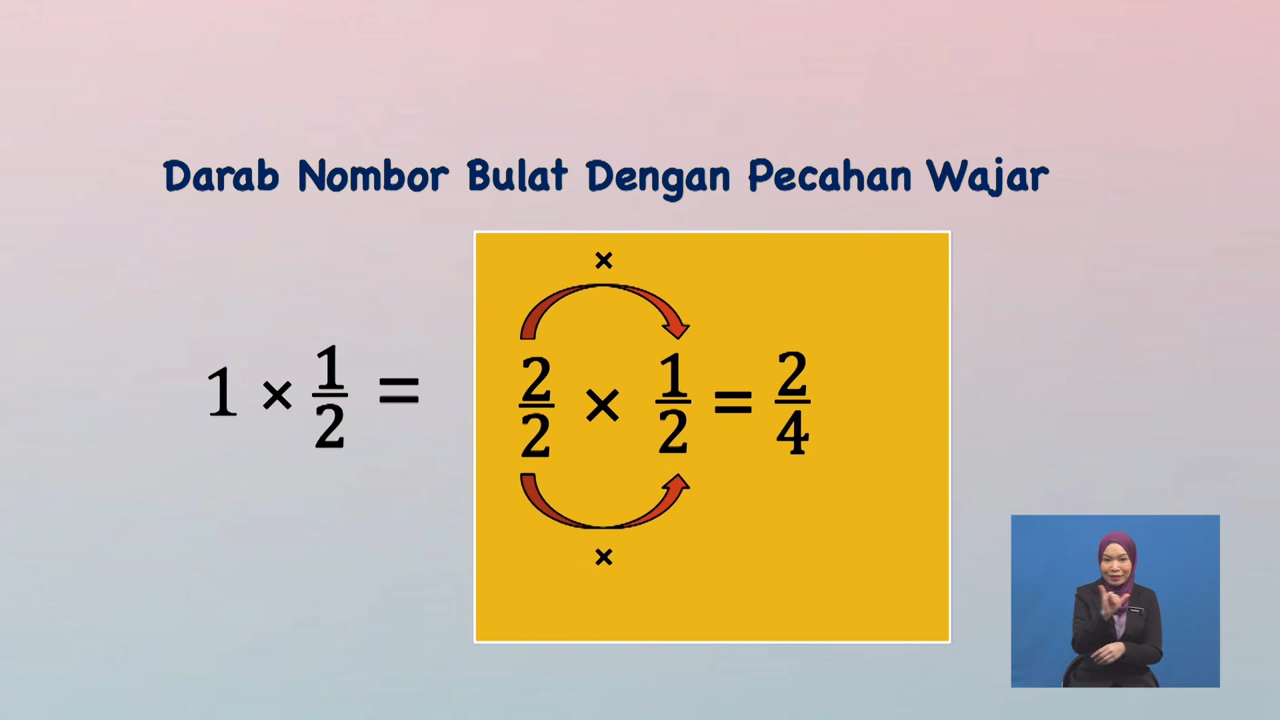 Darab Nombor Bulat Dengan Pecahan Wajar
×
1 × 1/2 = 2/2 × 1/2 = 2/4
×